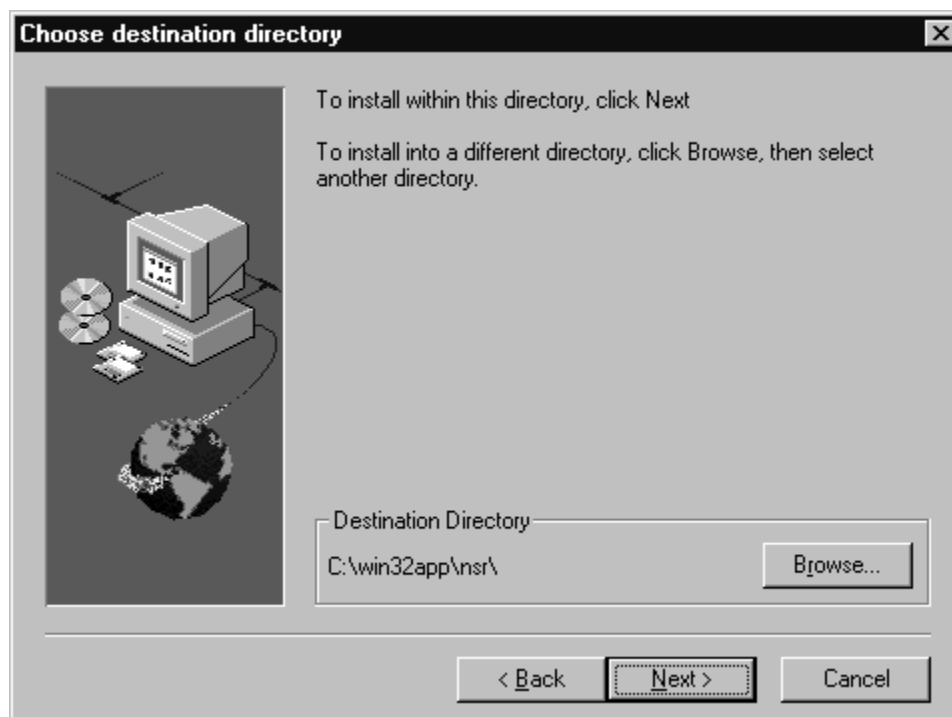 Choose destination directory
To install within this directory, click Next
To install into a different directory, click Browse, then select
another directory.
Destination Directory
C:\win32app\nsr\
Browse...
< Back
Next >
Cancel